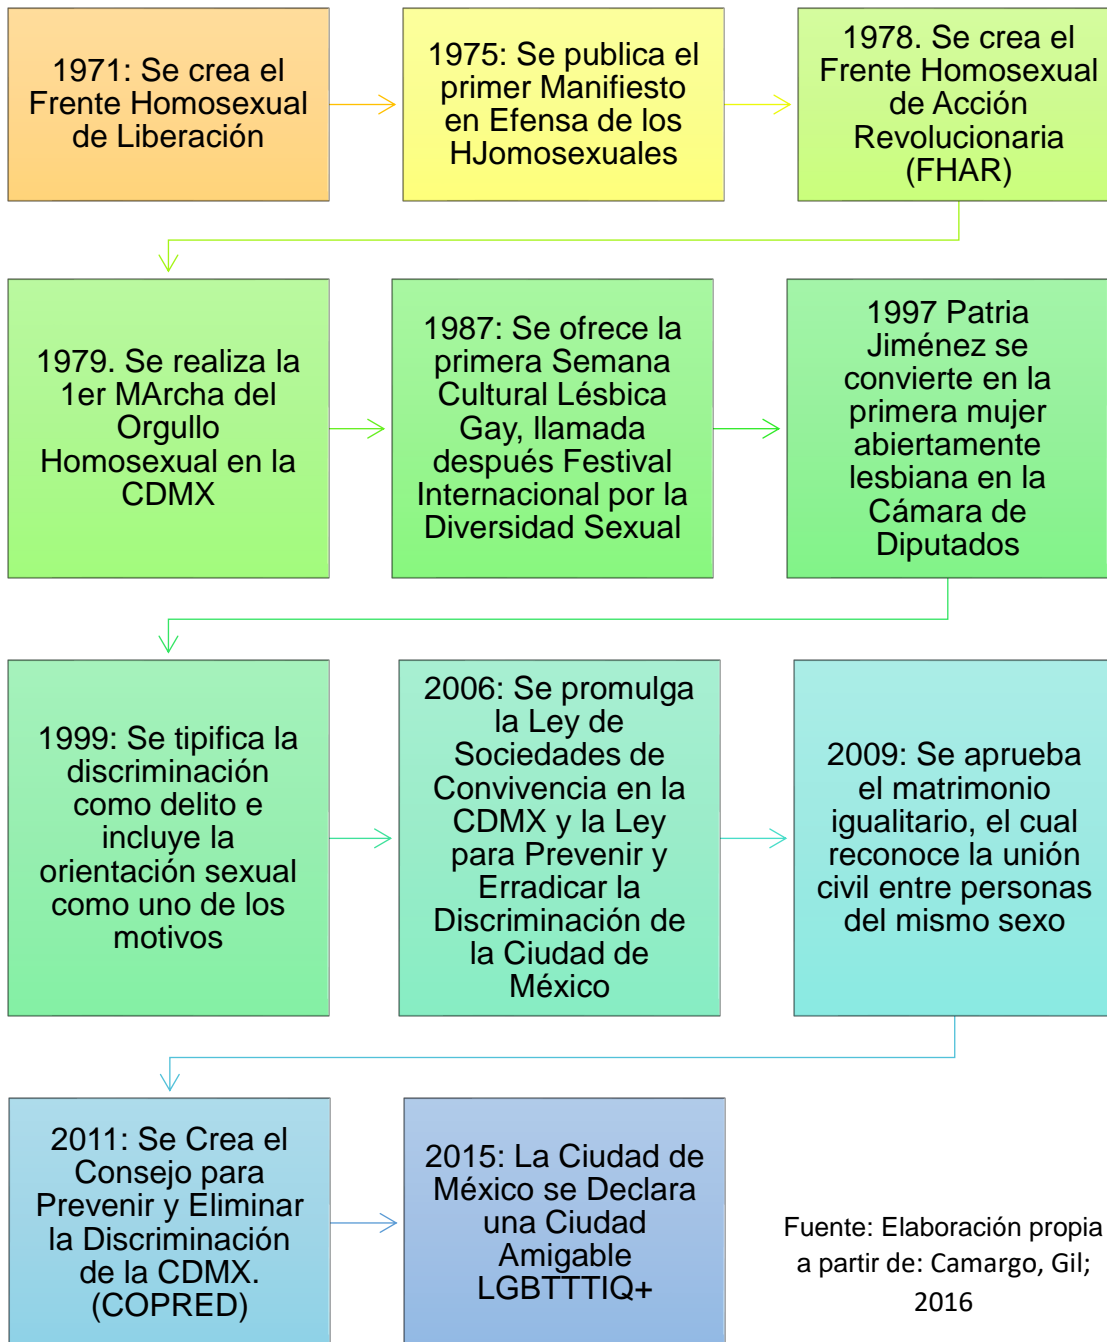 1971: Se crea el
Frente Homosexual
de Liberación
1975: Se publica el
primer Manifiesto
en Efensa de los
HJomosexuales
1978. Se crea el
Frente Homosexual
de Acción
Revolucionaria
(FHAR)
1979. Se realiza la
1er MArcha del
Orgullo
Homosexual en la
CDMX
1987: Se ofrece la
primera Semana
Cultural Lésbica
Gay, llamada
después Festival
Internacional por la
Diversidad Sexual
1997 Patria
Jiménez se
convierte en la
primera mujer
abiertamente
lesbiana en la
Cámara de
Diputados
1999: Se tipifica la
discriminación
como delito e
incluye la
orientación sexual
como uno de los
motivos
2006: Se promulga
la Ley de
Sociedades de
Convivencia en la
CDMX y la Ley
para Prevenir y
Erradicar la
Discriminación de
la Ciudad de
México
2009: Se aprueba
el matrimonio
igualitario, el cual
reconoce la unión
civil entre personas
del mismo sexo
2011: Se Crea el
Consejo para
Prevenir y Eliminar
la Discriminación
de la CDMX.
(COPRED)
2015: La Ciudad de
México se Declara
una Ciudad
Amigable
LGBTTTIQ+
Fuente: Elaboración propia
a partir de: Camargo, Gil;
2016